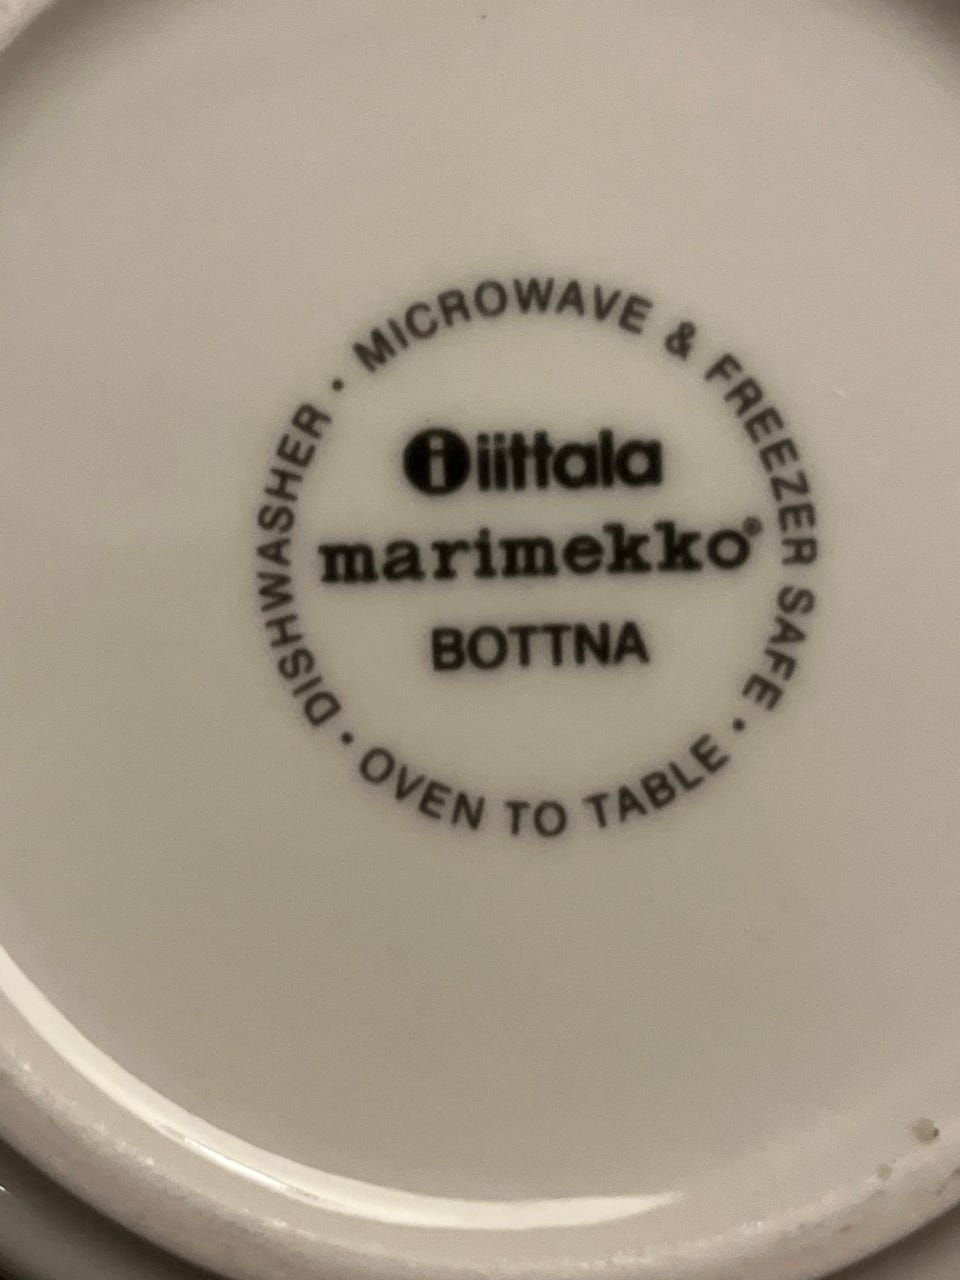 DISHWASHER • MICROWAVE & FREEZER SAFE • OVEN TO TABLE •
i iittala
marimekko®
BOTTNA